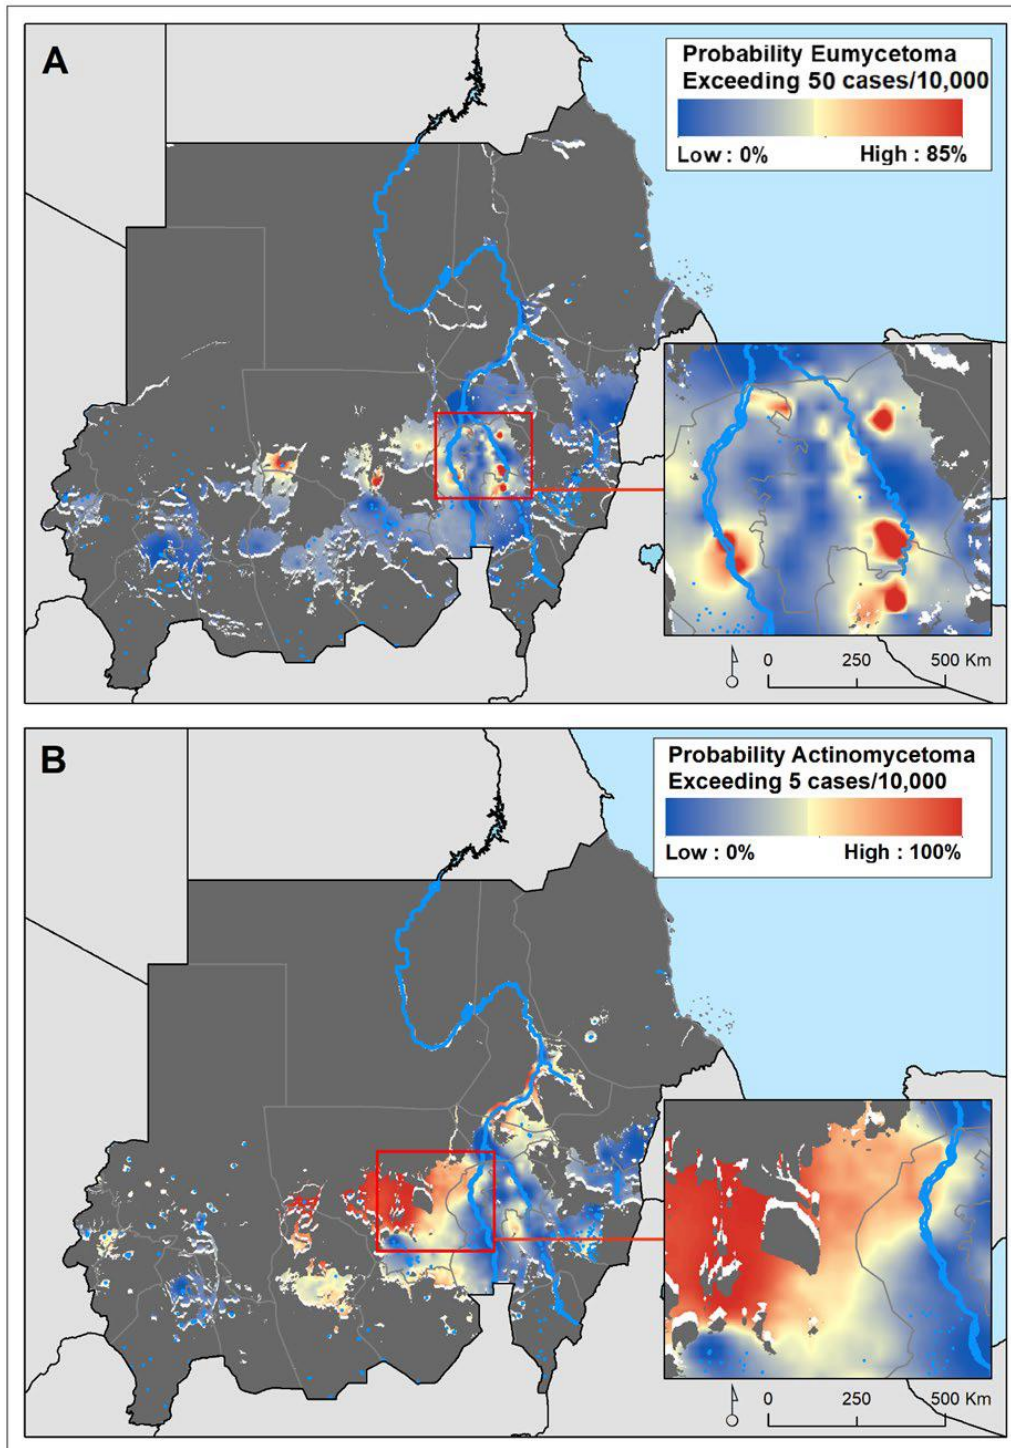 A
Probability Eumycetoma
Exceeding 50 cases/10,000
Low : 0% High : 85%
0 250 500 Km
B
Probability Actinomycetoma
Exceeding 5 cases/10,000
Low : 0% High : 100%
0 250 500 Km